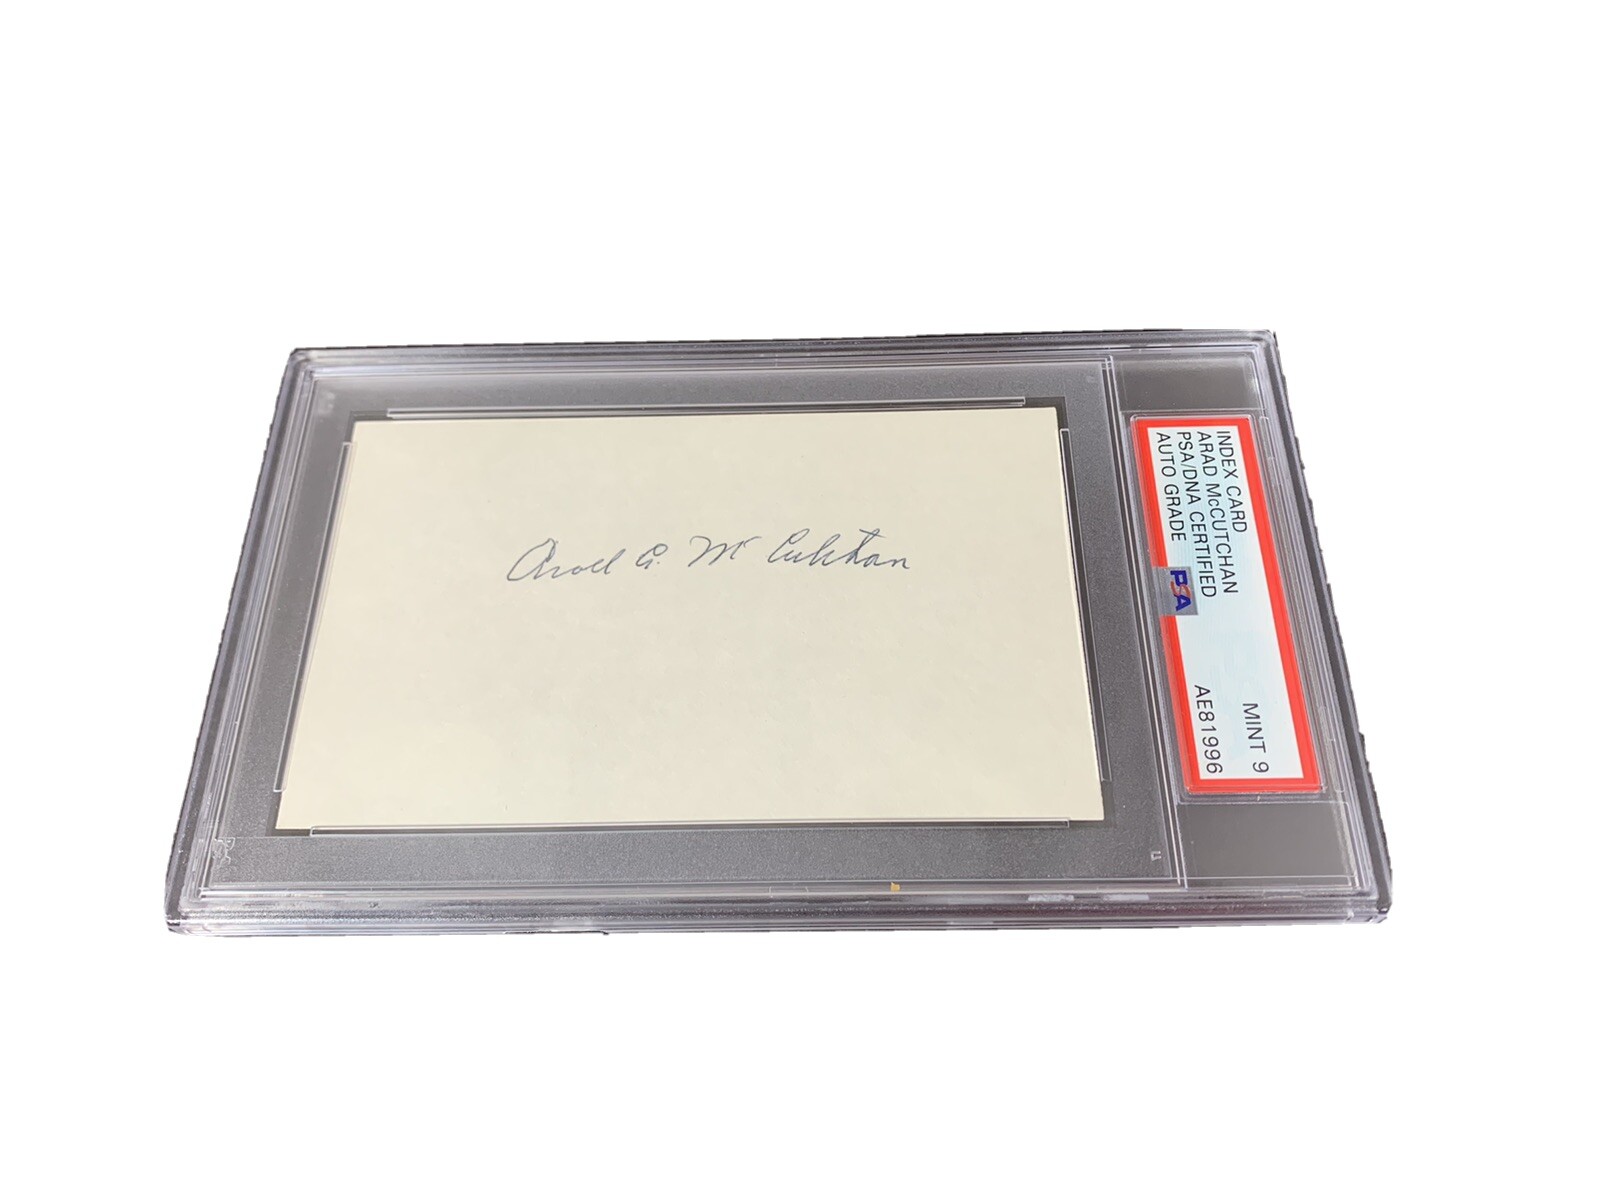 Arad A. McCutchan
INDEX CARD
ARAD McCUTCHAN
PSA/DNA CERTIFIED
AUTO GRADE
PSA
MINT 9
AE81996